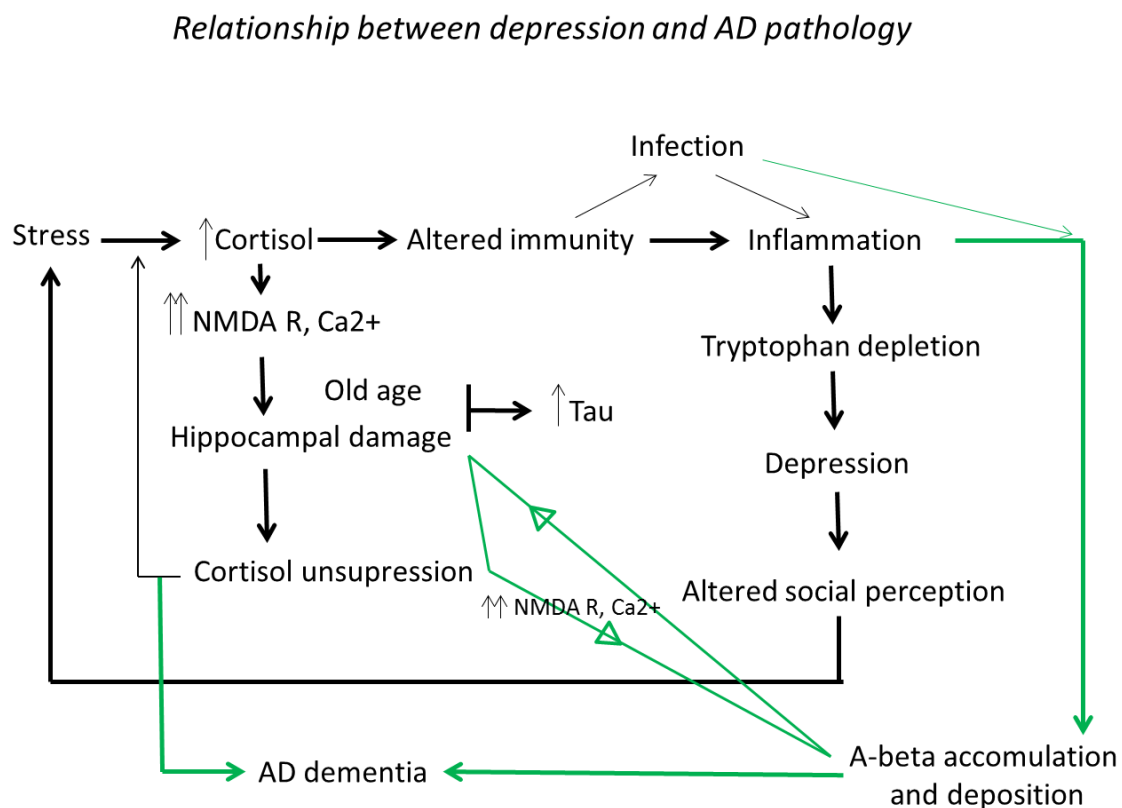 Relationship between depression and AD pathology
Infection
Stress
↑Cortisol
Altered immunity
Inflammation
↑↑NMDA R, Ca2+
Tryptophan depletion
Old age
↑Tau
Hippocampal damage
Depression
Cortisol unsupression
Altered social perception
↑↑ NMDA R, Ca2+
AD dementia
A-beta accomulation
and deposition